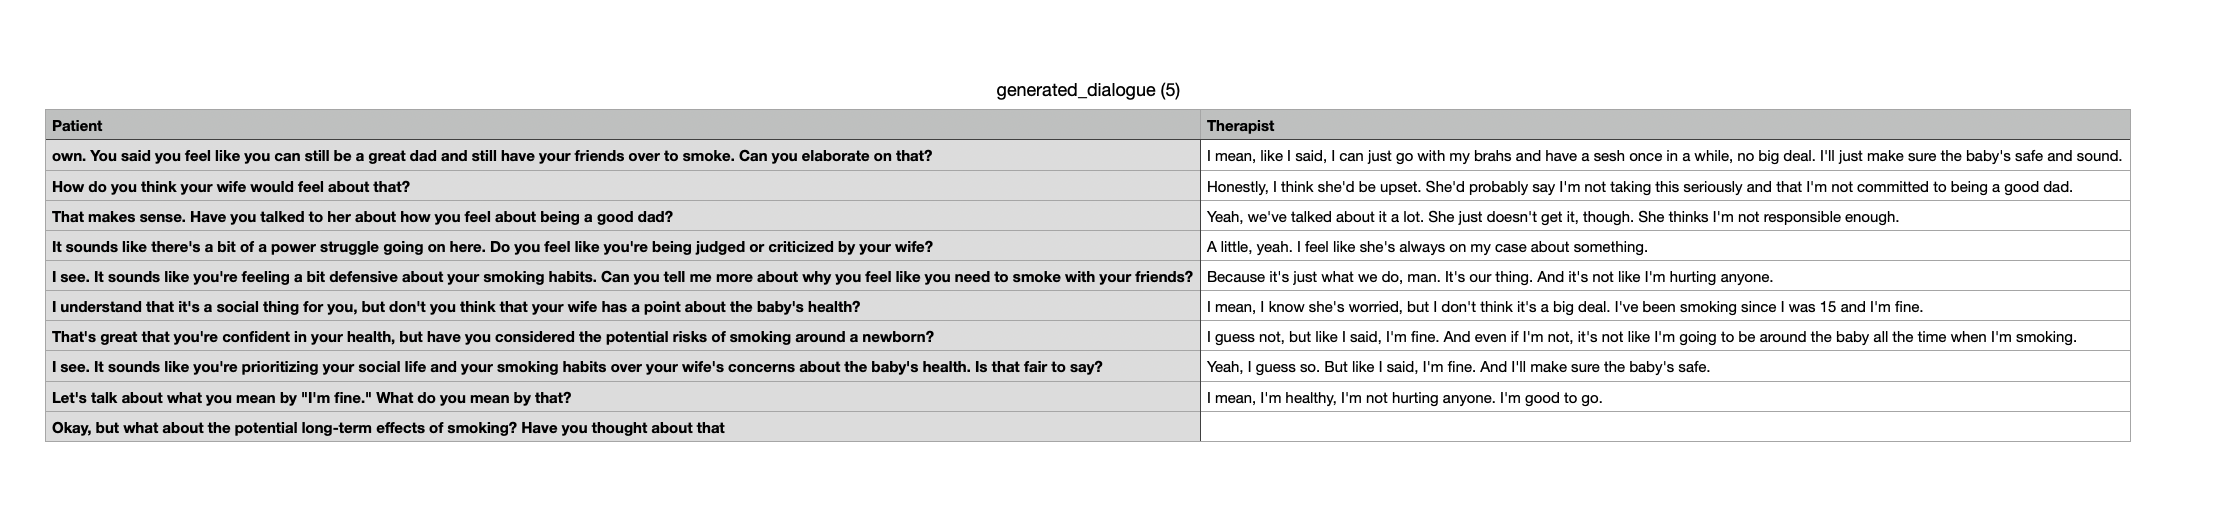 generated_dialogue (5)
Patient Therapist
own. You said you feel like you can still be a great dad and still have your friends over to smoke. Can you elaborate on that? I mean, like I said, I can just go with my brahs and have a sesh once in a while, no big deal. I'll just make sure the baby's safe and sound.
How do you think your wife would feel about that? Honestly, I think she'd be upset. She'd probably say I'm not taking this seriously and that I'm not committed to being a good dad.
That makes sense. Have you talked to her about how you feel about being a good dad? Yeah, we've talked about it a lot. She just doesn't get it, though. She thinks I'm not responsible enough.
It sounds like there's a bit of a power struggle going on here. Do you feel like you're being judged or criticized by your wife? A little, yeah. I feel like she's always on my case about something.
I see. It sounds like you're feeling a bit defensive about your smoking habits. Can you tell me more about why you feel like you need to smoke with your friends? Because it's just what we do, man. It's our thing. And it's not like I'm hurting anyone.
I understand that it's a social thing for you, but don't you think that your wife has a point about the baby's health? I mean, I know she's worried, but I don't think it's a big deal. I've been smoking since I was 15 and I'm fine.
That's great that you're confident in your health, but have you considered the potential risks of smoking around a newborn? I guess not, but like I said, I'm fine. And even if I'm not, it's not like I'm going to be around the baby all the time when I'm smoking.
I see. It sounds like you're prioritizing your social life and your smoking habits over your wife's concerns about the baby's health. Is that fair to say? Yeah, I guess so. But like I said, I'm fine. And I'll make sure the baby's safe.
Let's talk about what you mean by "I'm fine." What do you mean by that? I mean, I'm healthy, I'm not hurting anyone. I'm good to go.
Okay, but what about the potential long-term effects of smoking? Have you thought about that